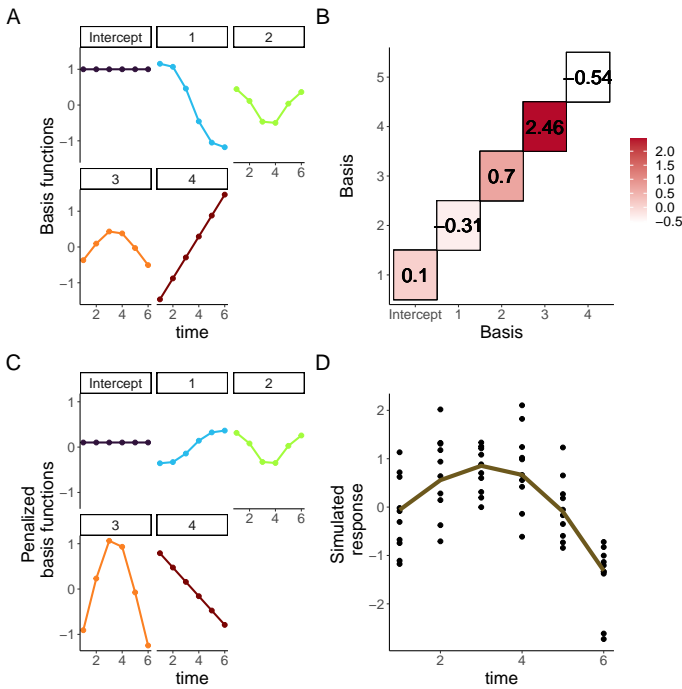 A
Intercept 1 2
1
0
−1
Basis functions
2 4 6
3 4
1
0
−1
2 4 6 2 4 6
time
B
5
4
3
2
1
Basis
−0.54
2.46
0.7
−0.31
0.1
Intercept 1 2 3 4
Basis
2.0
1.5
1.0
0.5
0.0
−0.5
C
Intercept 1 2
1
0
−1
Penalized
basis functions
2 4 6
3 4
1
0
−1
2 4 6 2 4 6
time
D
2
1
0
−1
−2
Simulated
response
2 4 6
time